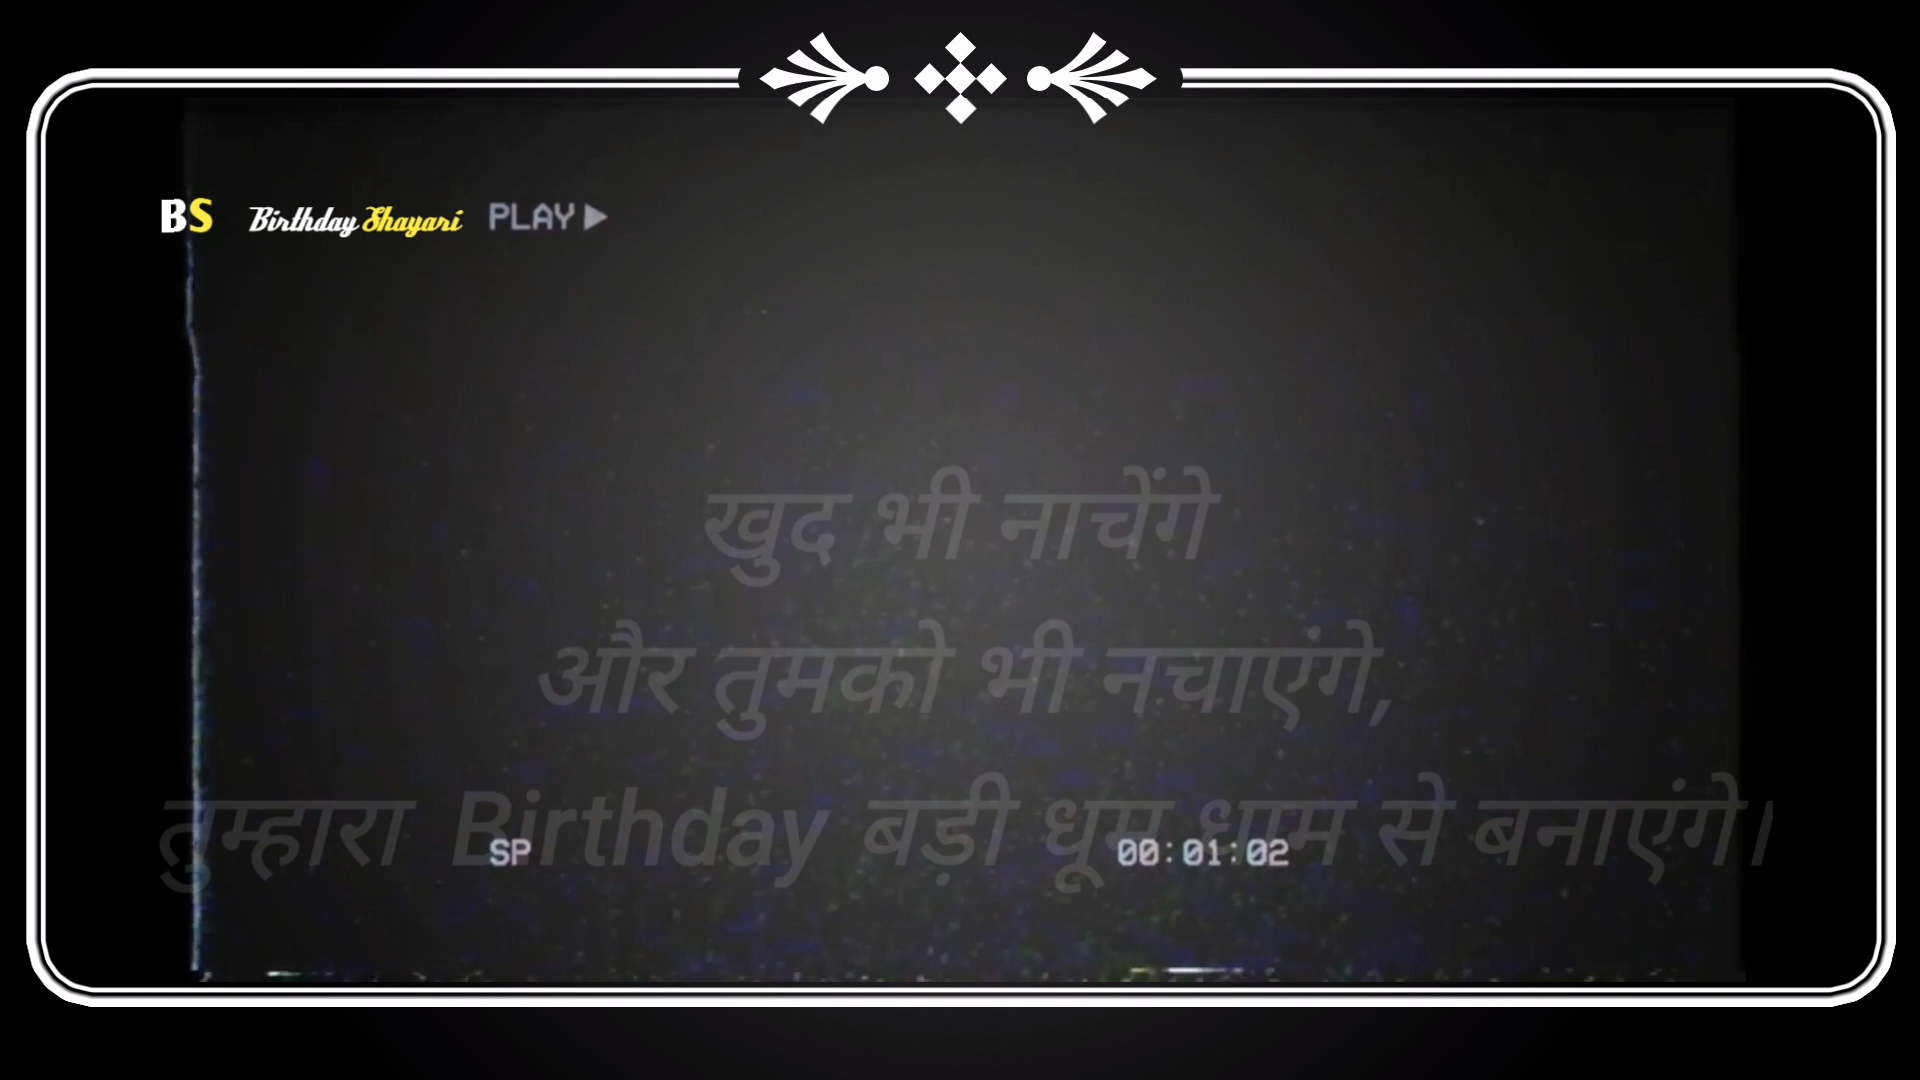 BS Birthday Shayari PLAY
खुद भी नाचेंगे
और तुमको भी नचाएंगे,
तुम्हारा Birthday बड़ी धूम धाम से बनाएंगे।
SP 00:01:02